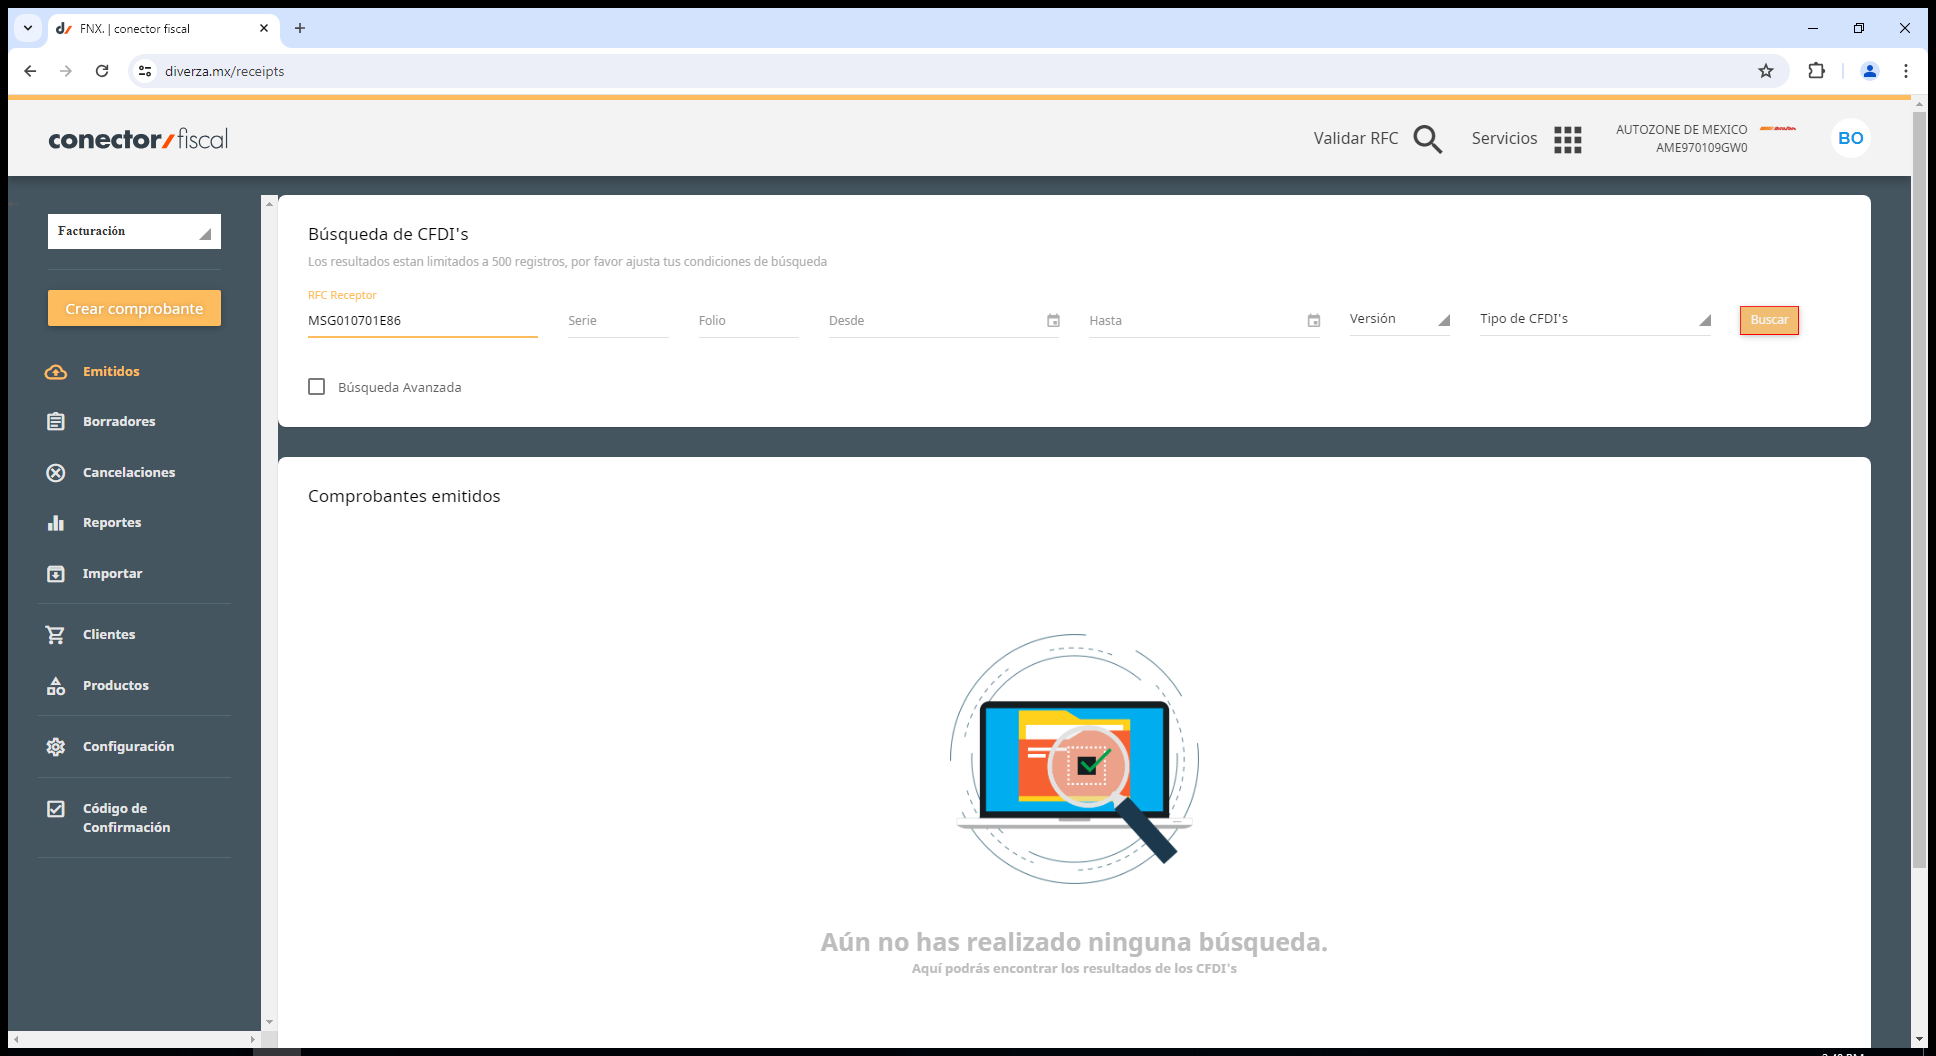 FNX. | conector fiscal
diverza.mx/receipts
conector/fiscal
Validar RFC
Servicios
AUTOZONE DE MEXICO
AME970109GW0
BO
Facturación
Crear comprobante
Emitidos
Borradores
Cancelaciones
Reportes
Importar
Clientes
Productos
Configuración
Código de
Confirmación
Búsqueda de CFDI's
Los resultados estan limitados a 500 registros, por favor ajusta tus condiciones de búsqueda
RFC Receptor
MSG010701E86
Serie
Folio
Desde
Hasta
Versión
Tipo de CFDI's
Buscar
Búsqueda Avanzada
Comprobantes emitidos
Aún no has realizado ninguna búsqueda.
Aquí podrás encontrar los resultados de los CFDI's